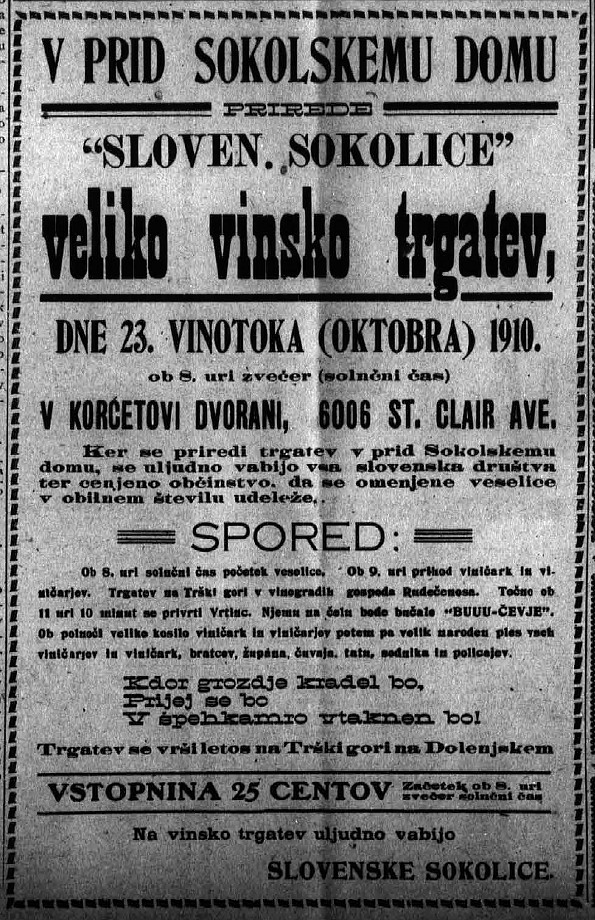 V PRID SOKOLSKEMU DOMU
PRIREDE
“SLOVEN. SOKOLICE”
veliko vinsko trgatev,
DNE 23. VINOTOKA (OKTOBRA) 1910.
ob 8. uri zvečer (solnčni čas)
V KORČETOVI DVORANI, 6006 ST. CLAIR AVE.
Ker se priredi trgatev v prid Sokolskemu
domu, se uljudno vabijo vsa slovenska društva
ter cenjeno občinstvo, da se omenjene veselice
v obilnem številu udeleže.
SPORED:
Ob 8. uri solnčni čas početek veselice. Ob 9. uri prihod viničark in vi-
ničarjev. Trgatev na Trški gori v vinogradih gospoda Rudečenosa. Točno ob
11 uri 10 minut se privrti Vrtinc. Njemu na čelu bode bučalo “BUUU-ČEVJE”.
Ob polnoči veliko kosilo viničark in viničarjev potem pa velik naroden ples vseh
viničarjev in viničark, bratcev, župana, čuvaja, tatu, sodnika in policajev.
Kdor grozdje kradel bo,
Prijej se bo
V špehkamro vtaknen bo!
Trgatev se vrši letos na Trški gori na Dolenjskem
VSTOPNINA 25 CENTOV Začetek ob 8. uri
zvečer solnčni čas
Na vinsko trgatev uljudno vabijo
SLOVENSKE SOKOLICE.